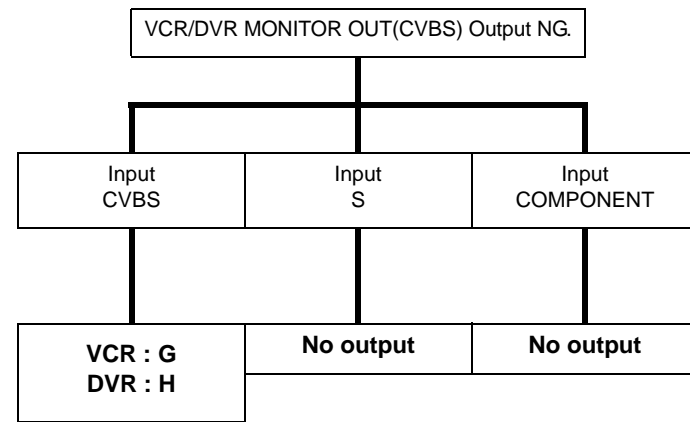 VCR/DVR MONITOR OUT(CVBS) Output NG.
Input
CVBS
Input
S
Input
COMPONENT
VCR : G
DVR : H
No output
No output